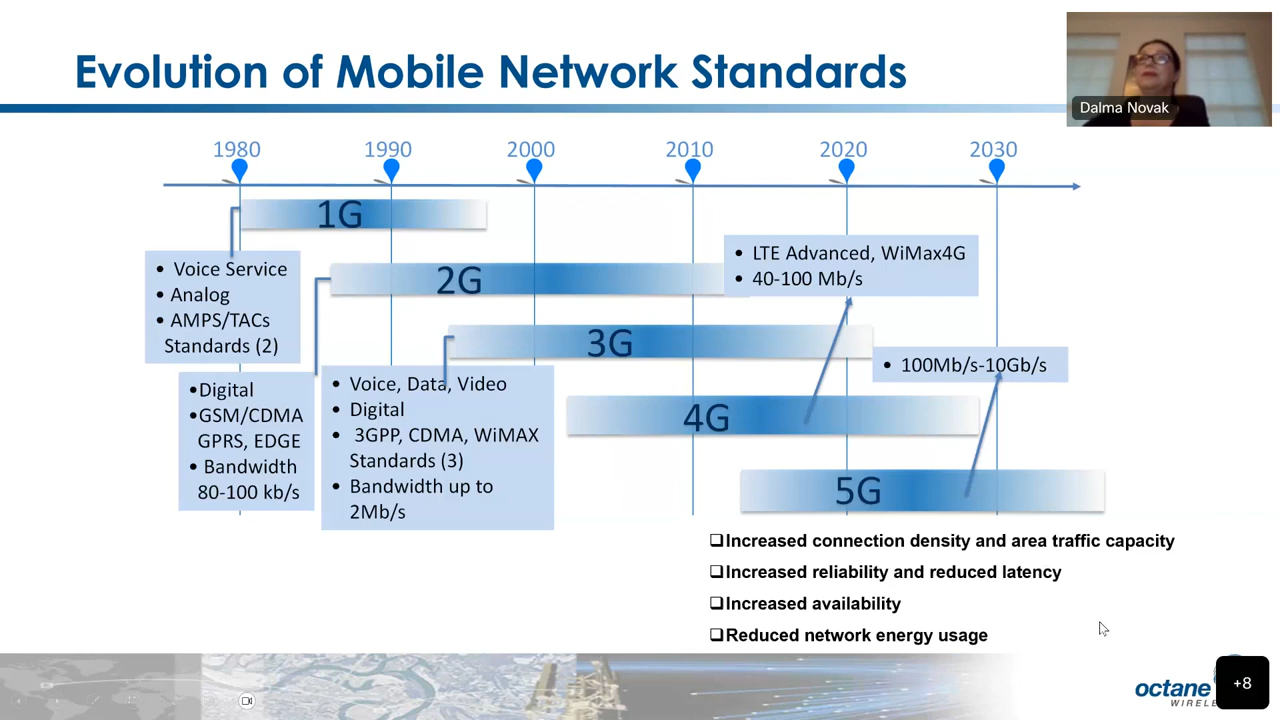 Evolution of Mobile Network Standards
Dalma Novak
1980 1990 2000 2010 2020 2030
1G
• Voice Service
• Analog
• AMPS/TACs
Standards (2)
2G
• LTE Advanced, WiMax4G
• 40-100 Mb/s
3G
• 100Mb/s-10Gb/s
•Digital
•GSM/CDMA
GPRS, EDGE
• Bandwidth
80-100 kb/s
• Voice, Data, Video
• Digital
• 3GPP, CDMA, WiMAX
Standards (3)
• Bandwidth up to
2Mb/s
4G
5G
❑Increased connection density and area traffic capacity
❑Increased reliability and reduced latency
❑Increased availability
❑Reduced network energy usage
octane
+8